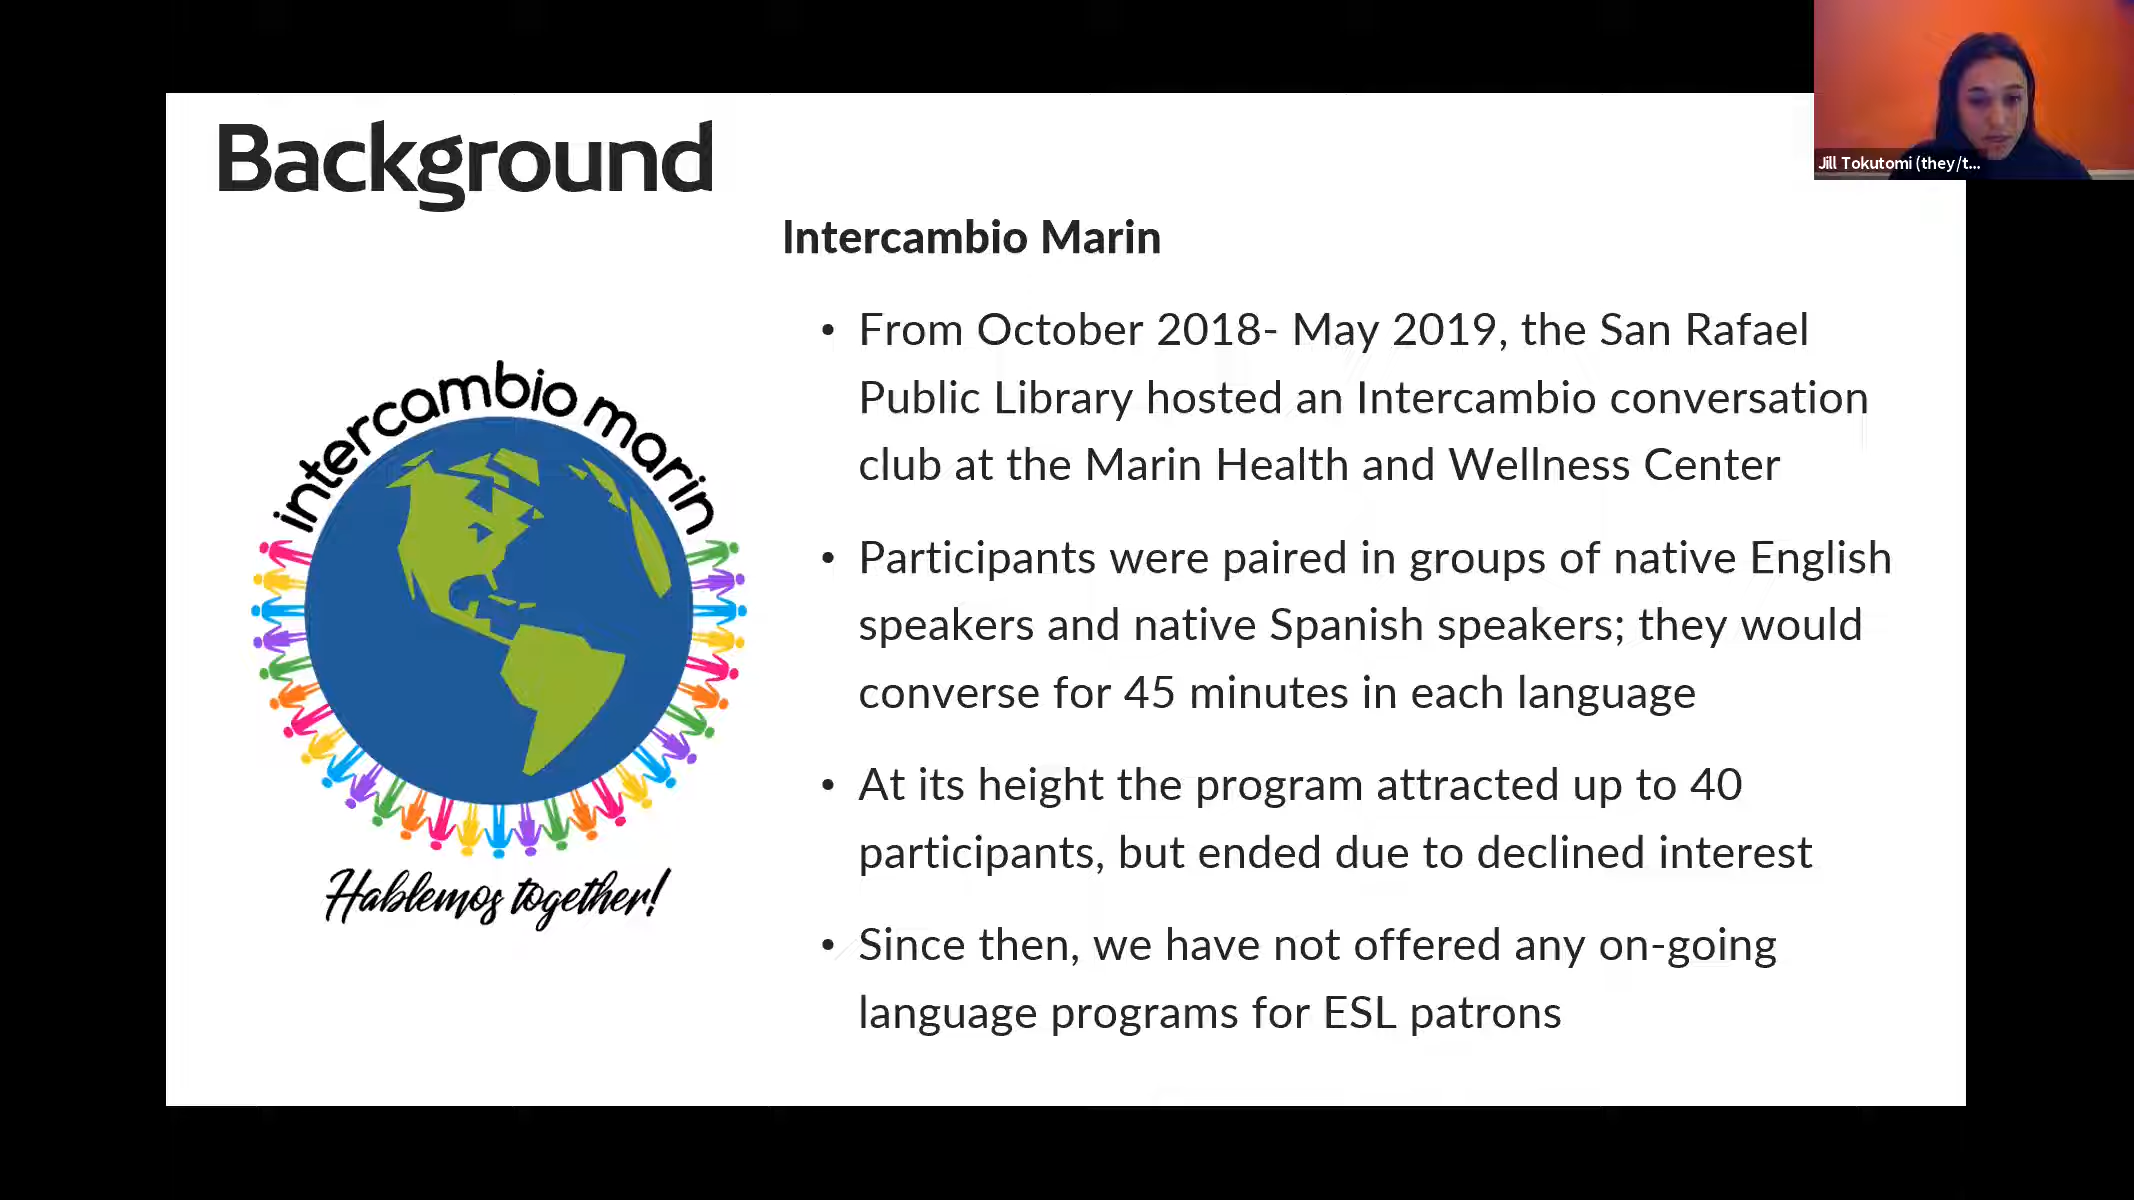 Background
Jill Tokutomi (they/t...
Intercambio Marin
• From October 2018- May 2019, the San Rafael
Public Library hosted an Intercambio conversation
club at the Marin Health and Wellness Center
• Participants were paired in groups of native English
speakers and native Spanish speakers; they would
converse for 45 minutes in each language
• At its height the program attracted up to 40
participants, but ended due to declined interest
• Since then, we have not offered any on-going
language programs for ESL patrons
intercambio marin
Hablemos together!